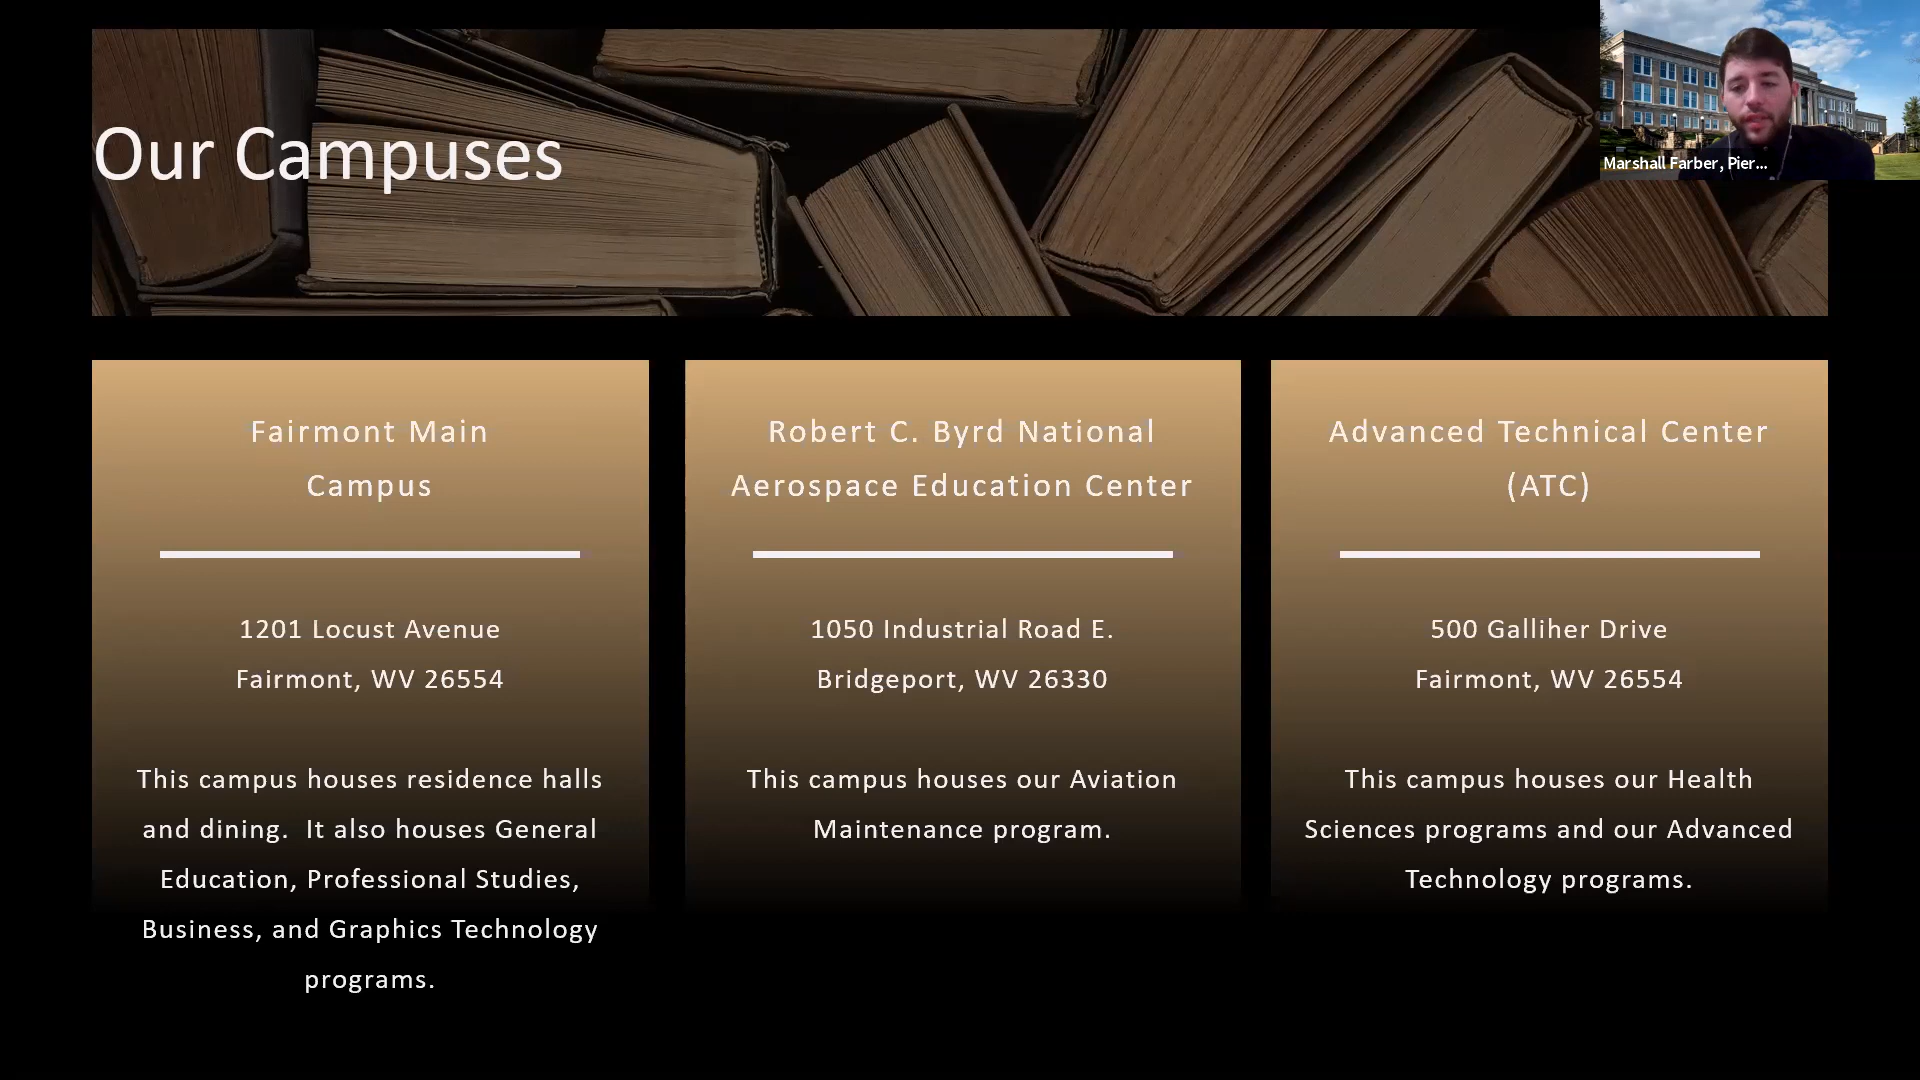 Our Campuses
Marshall Farber, Pier...
Fairmont Main
Campus
1201 Locust Avenue
Fairmont, WV 26554
This campus houses residence halls
and dining.  It also houses General
Education, Professional Studies,
Business, and Graphics Technology
programs.
Robert C. Byrd National
Aerospace Education Center
1050 Industrial Road E.
Bridgeport, WV 26330
This campus houses our Aviation
Maintenance program.
Advanced Technical Center
(ATC)
500 Galliher Drive
Fairmont, WV 26554
This campus houses our Health
Sciences programs and our Advanced
Technology programs.